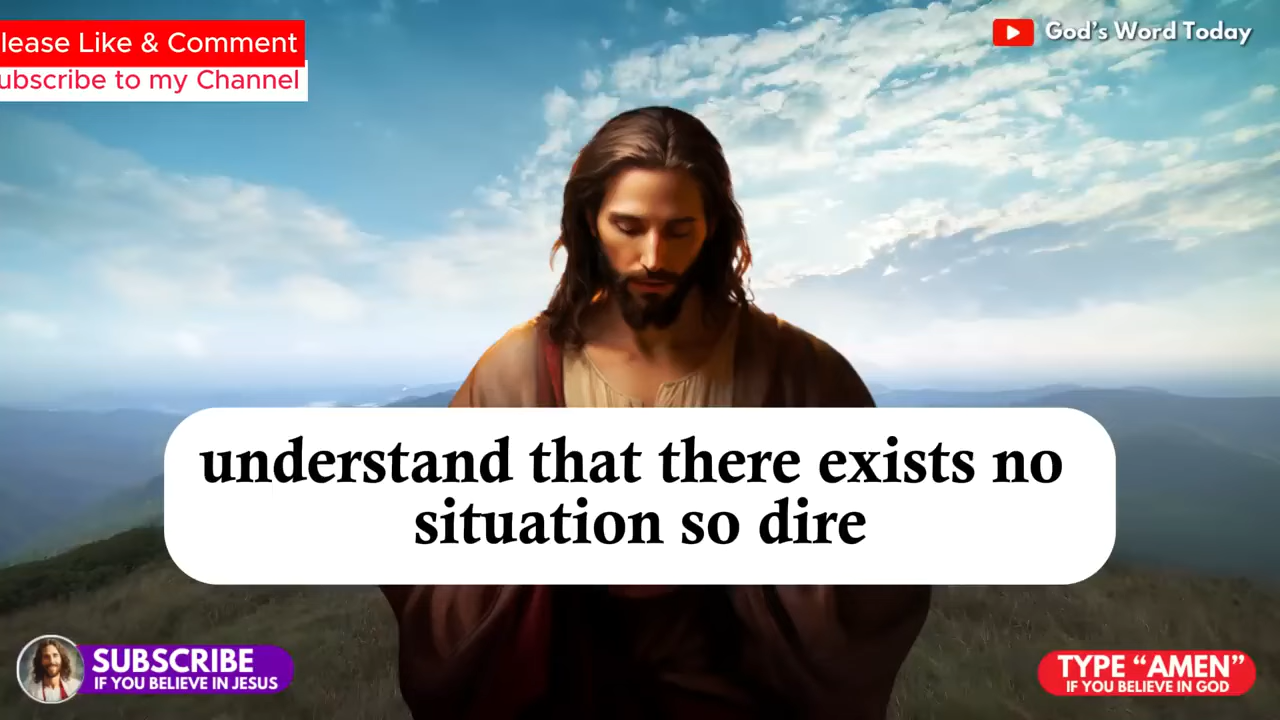 lease Like & Comment
ubscribe to my Channel
God's Word Today
understand that there exists no
situation so dire
SUBSCRIBE
IF YOU BELIEVE IN JESUS
TYPE “AMEN”
IF YOU BELIEVE IN GOD